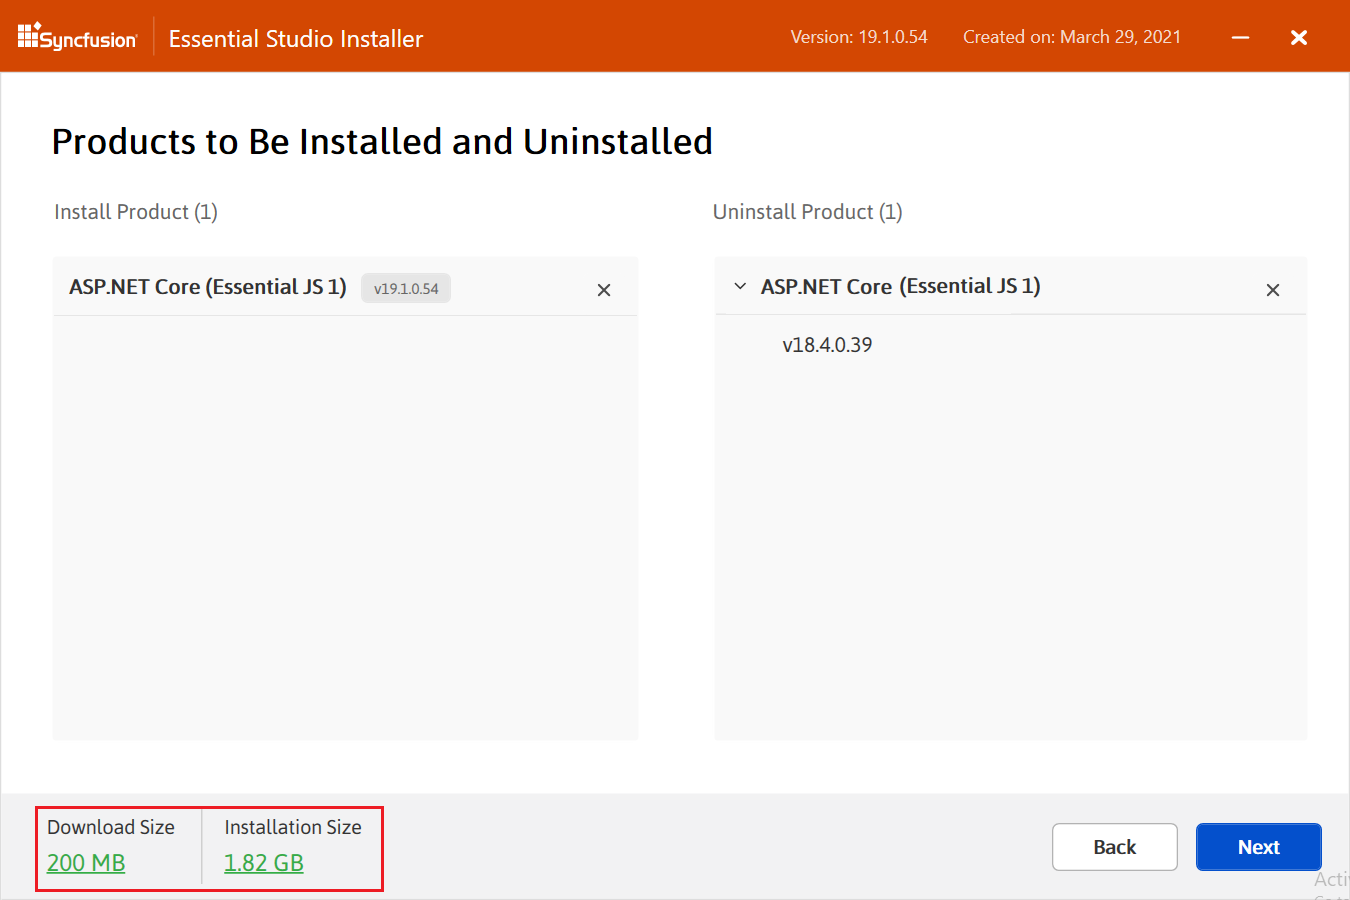 Syncfusion
Essential Studio Installer
Version: 19.1.0.54
Created on: March 29, 2021
Products to Be Installed and Uninstalled
Install Product (1)
Uninstall Product (1)
ASP.NET Core (Essential JS 1)
v19.1.0.54
ASP.NET Core (Essential JS 1)
v18.4.0.39
Download Size
200 MB
Installation Size
1.82 GB
Back
Next
Acti